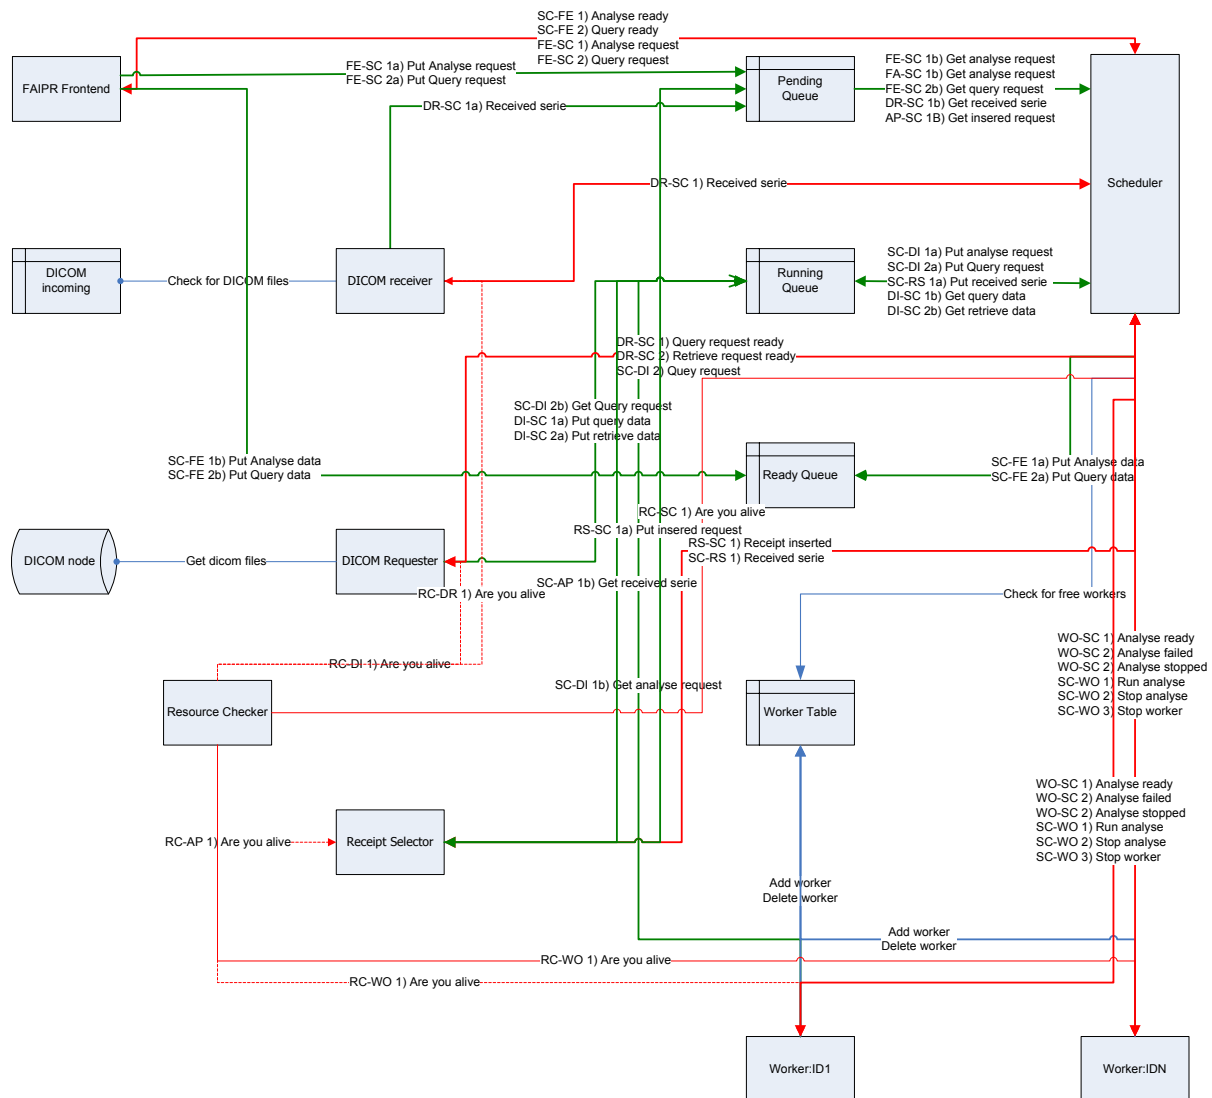 SC-FE 1) Analyse ready
SC-FE 2) Query ready
FE-SC 1) Analyse request
FE-SC 2) Query request
FE-SC 1a) Put Analyse request
FE-SC 2a) Put Query request
FE-SC 1b) Get analyse request
FA-SC 1b) Get analyse request
FE-SC 2b) Get query request
DR-SC 1b) Get received serie
AP-SC 1B) Get insered request
FAIPR Frontend
Pending
Queue
DR-SC 1a) Received serie
DR-SC 1) Received serie
Scheduler
DICOM
incoming
Check for DICOM files
DICOM receiver
Running
Queue
SC-DI 1a) Put analyse request
SC-DI 2a) Put Query request
SC-RS 1a) Put received serie
DI-SC 1b) Get query data
DI-SC 2b) Get retrieve data
DR-SC 1) Query request ready
DR-SC 2) Retrieve request ready
SC-DI 2) Quey request
SC-DI 2b) Get Query request
DI-SC 1a) Put query data
DI-SC 2a) Put retrieve data
SC-FE 1b) Put Analyse data
SC-FE 2b) Put Query data
Ready Queue
SC-FE 1a) Put Analyse data
SC-FE 2a) Put Query data
RC-SC 1) Are you alive
RS-SC 1a) Put insered request
RS-SC 1) Receipt inserted
SC-RS 1) Received serie
DICOM node
Get dicom files
DICOM Requester
SC-AP 1b) Get received serie
RC-DR 1) Are you alive
Check for free workers
RC-DI 1) Are you alive
SC-DI 1b) Get analyse request
WO-SC 1) Analyse ready
WO-SC 2) Analyse failed
WO-SC 2) Analyse stopped
SC-WO 1) Run analyse
SC-WO 2) Stop analyse
SC-WO 3) Stop worker
Resource Checker
Worker Table
WO-SC 1) Analyse ready
WO-SC 2) Analyse failed
WO-SC 2) Analyse stopped
SC-WO 1) Run analyse
SC-WO 2) Stop analyse
SC-WO 3) Stop worker
RC-AP 1) Are you alive
Receipt Selector
Add worker
Delete worker
Add worker
Delete worker
RC-WO 1) Are you alive
RC-WO 1) Are you alive
Worker:ID1
Worker:IDN